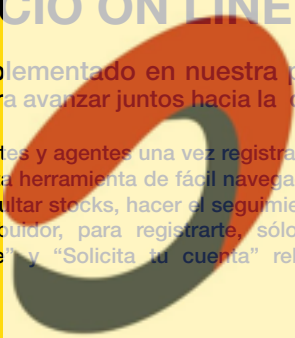 CIO ON LINE
plementado en nuestra p
ra avanzar juntos hacia la
tes y agentes una vez registra
a herramienta de fácil navega
ultar stocks, hacer el seguimie
buidor, para registrarte, sólo
e” y “Solicita tu cuenta” rel